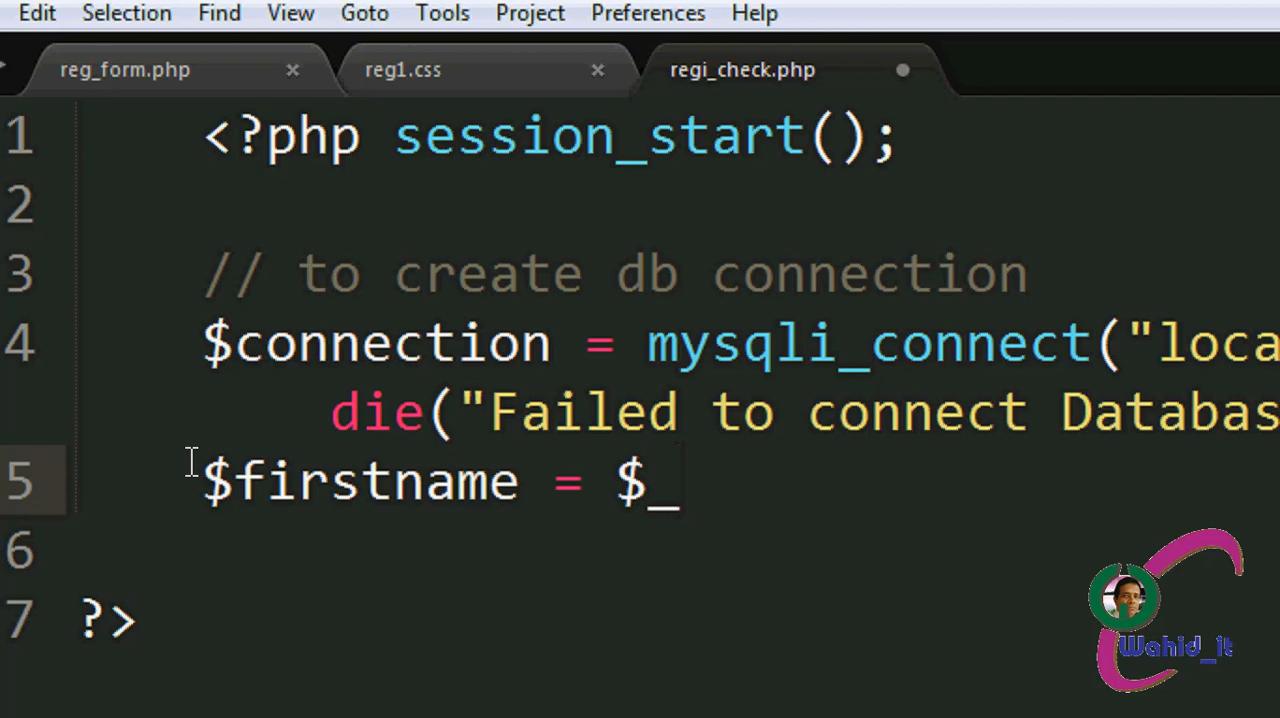 Edit Selection Find View Goto Tools Project Preferences Help
reg_form.php × reg1.css × regi_check.php
1 <?php session_start();
2
3 // to create db connection
4 $connection = mysqli_connect("loca
die("Failed to connect Databas
5 $firstname = $_
6
7 ?>
Wahid_it